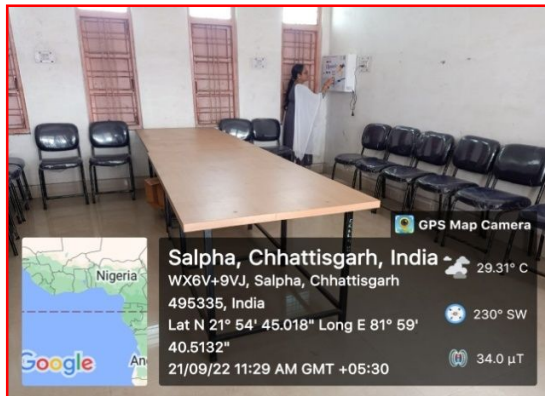 GPS Map Camera
Nigeria
Google
Salpha, Chhattisgarh, India
WX6V+9VJ, Salpha, Chhattisgarh
495335, India
Lat N 21° 54' 45.018" Long E 81° 59'
40.5132"
21/09/22 11:29 AM GMT +05:30
29.31° C
230° SW
34.0 µT